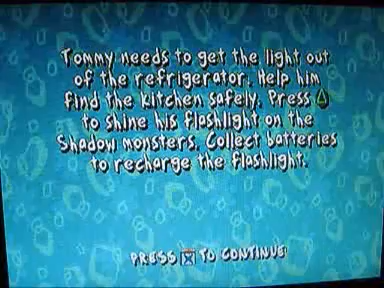 Tommy needs to get the light out
of the refrigerator. Help him
find the kitchen safely. Press
to shine his flashlight on the
Shadow monsters. Collect batteries
to recharge the flashlight.
PRESS TO CONTINUE